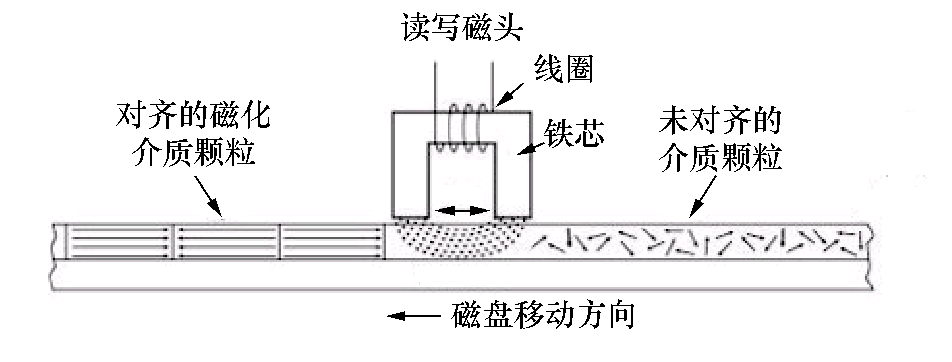 读写磁头
线圈
对齐的磁化
介质颗粒
铁芯
未对齐的
介质颗粒
磁盘移动方向